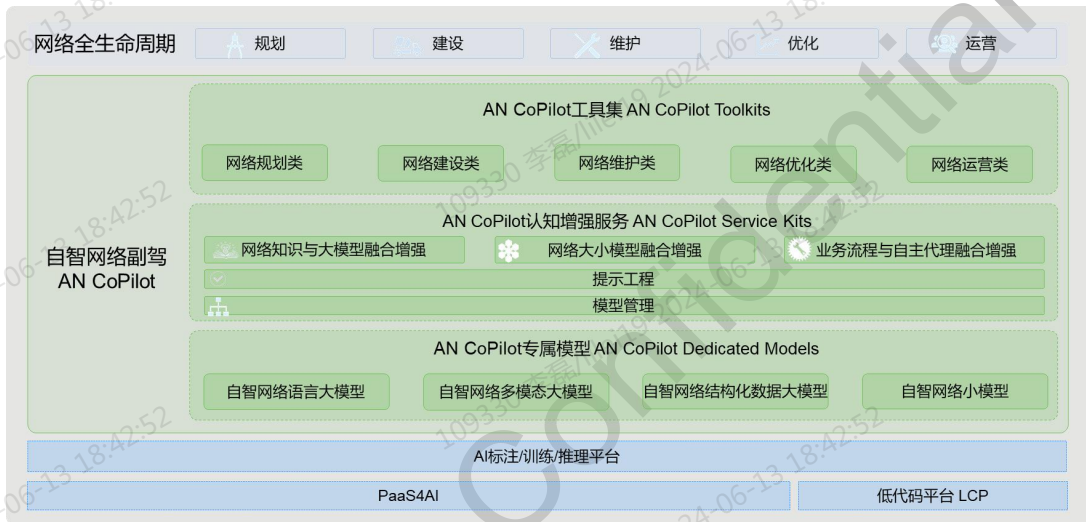 网络全生命周期
规划
建设
维护
优化
运营
AN CoPilot工具集 AN CoPilot Toolkits
网络规划类
网络建设类
网络维护类
网络优化类
网络运营类
自智网络副驾
AN CoPilot
AN CoPilot认知增强服务 AN CoPilot Service Kits
网络知识与大模型融合增强
网络大小模型融合增强
业务流程与自主代理融合增强
提示工程
模型管理
AN CoPilot专属模型 AN CoPilot Dedicated Models
自智网络语言大模型
自智网络多模态大模型
自智网络结构化数据大模型
自智网络小模型
AI标注/训练/推理平台
PaaS4AI
低代码平台 LCP
Confidential